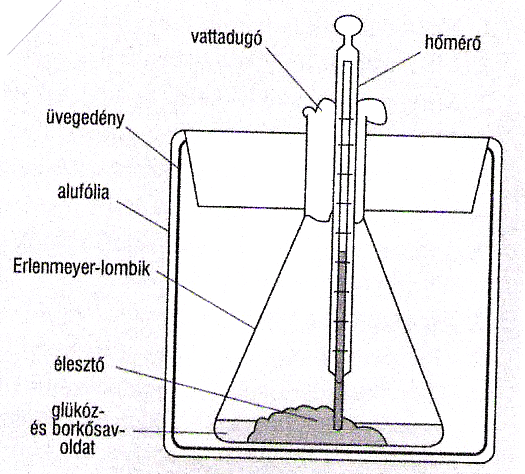 vattadugó
hőmérő
üvegedény
alufólia
Erlenmeyer-lombik
élesztő
glükóz-
és borkősav-
oldat